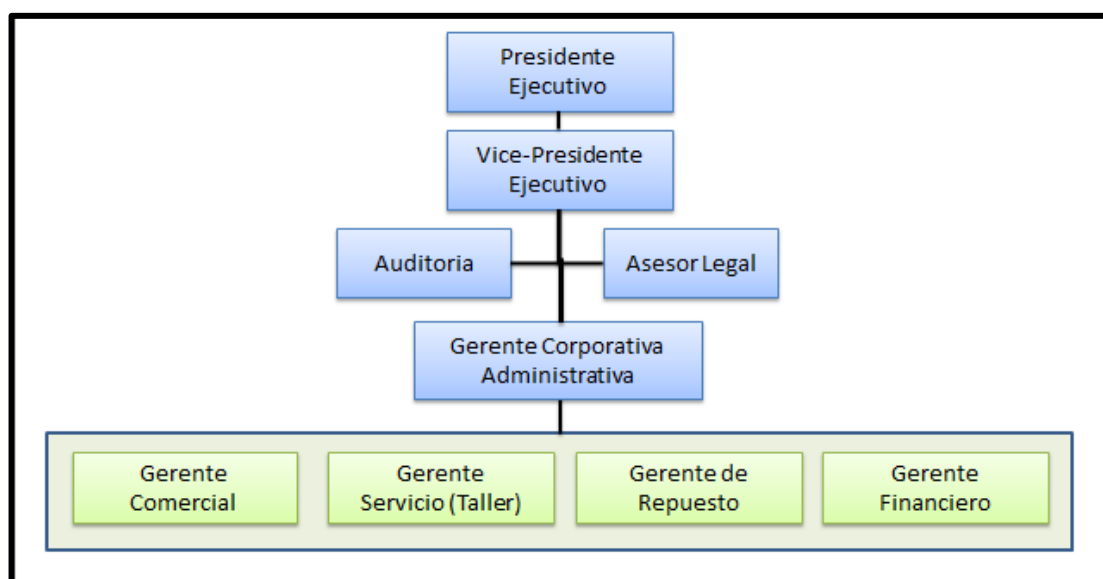 Presidente
Ejecutivo
Vice-Presidente
Ejecutivo
Auditoria
Asesor Legal
Gerente Corporativa
Administrativa
Gerente
Comercial
Gerente
Servicio (Taller)
Gerente de
Repuesto
Gerente
Financiero